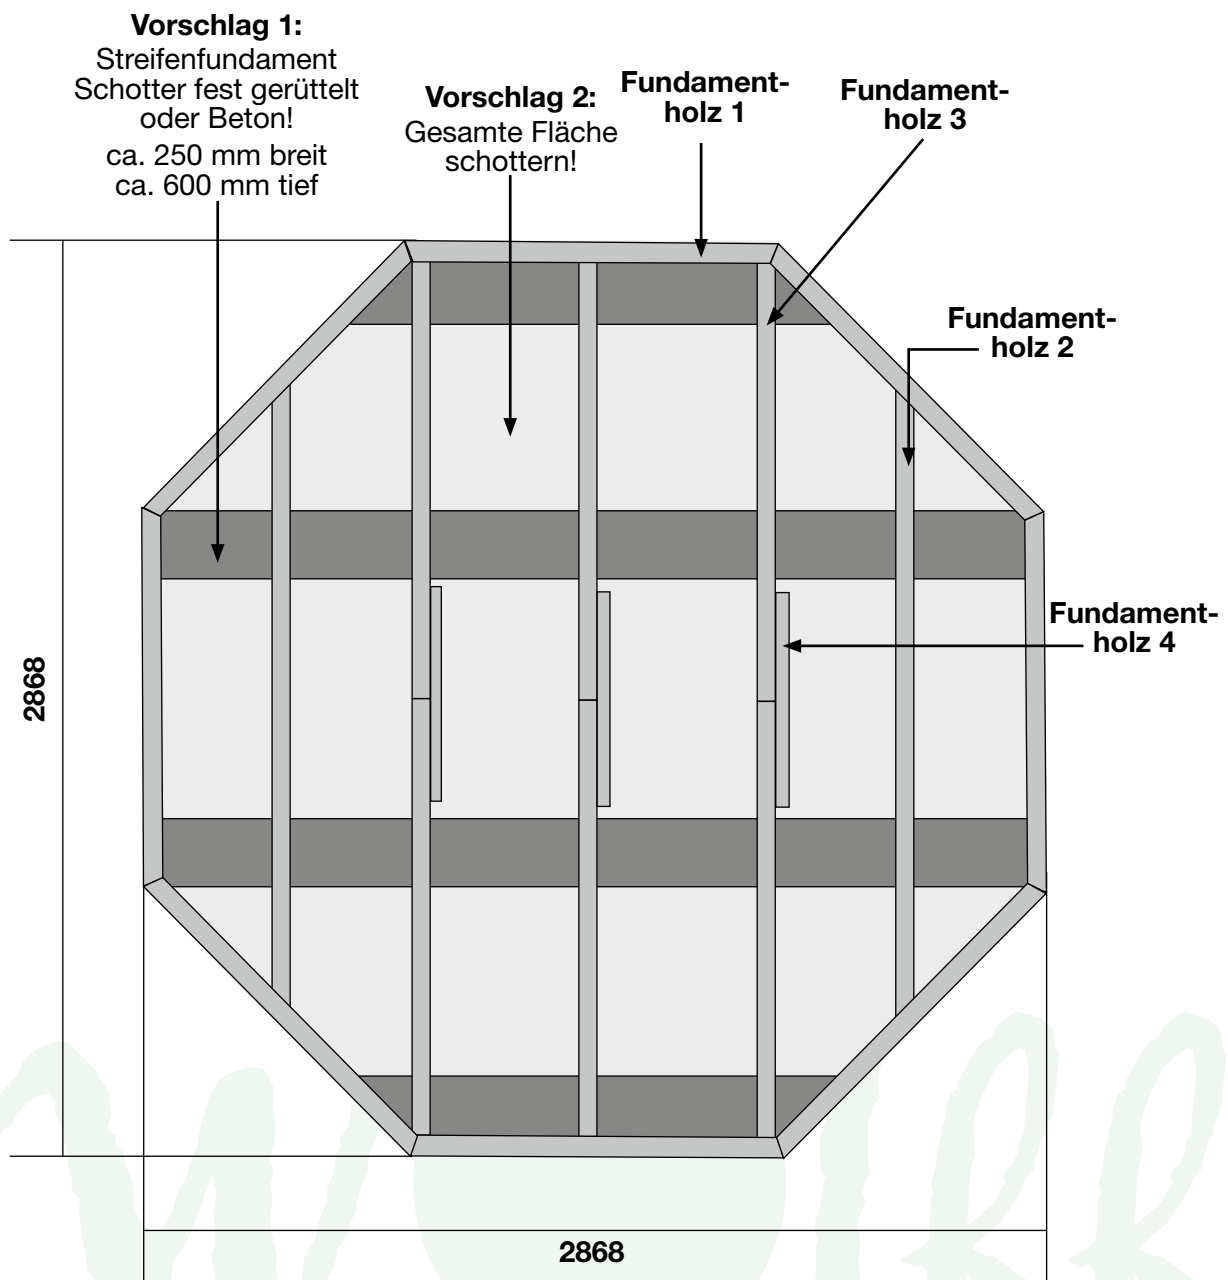 Vorschlag 1:
Streifenfundament
Schotter fest gerüttelt
oder Beton!
ca. 250 mm breit
ca. 600 mm tief
Vorschlag 2:
Gesamte Fläche
schottern!
Fundament-
holz 1
Fundament-
holz 3
Fundament-
holz 2
Fundament-
holz 4
2868
2868